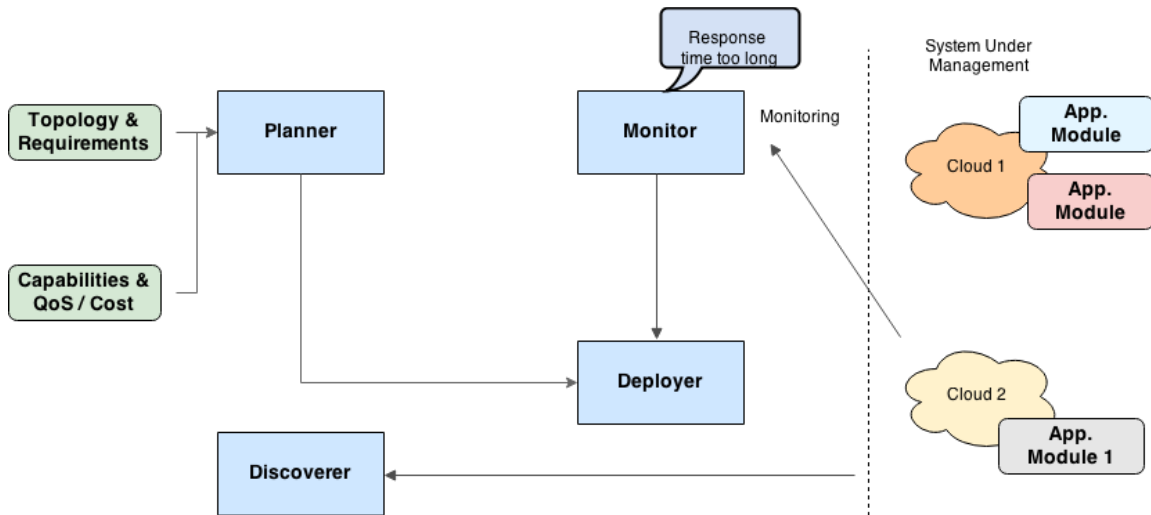 Response
time too long
System Under
Management
Topology &
Requirements
Planner
Monitor
Monitoring
App.
Module
Cloud 1
App.
Module
Capabilities &
QoS / Cost
Deployer
Cloud 2
App.
Module 1
Discoverer